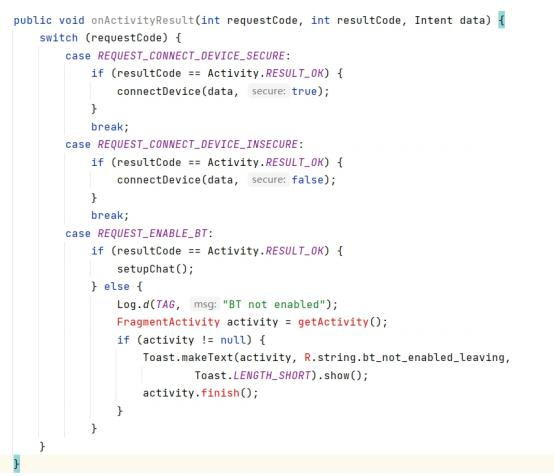 public void onActivityResult(int requestCode, int resultCode, Intent data) {
    switch (requestCode) {
        case REQUEST_CONNECT_DEVICE_SECURE:
            if (resultCode == Activity.RESULT_OK) {
                connectDevice(data, secure: true);
            }
            break;
        case REQUEST_CONNECT_DEVICE_INSECURE:
            if (resultCode == Activity.RESULT_OK) {
                connectDevice(data, secure: false);
            }
            break;
        case REQUEST_ENABLE_BT:
            if (resultCode == Activity.RESULT_OK) {
                setupChat();
            } else {
                Log.d(TAG, msg: "BT not enabled");
                FragmentActivity activity = getActivity();
                if (activity != null) {
                    Toast.makeText(activity, R.string.bt_not_enabled_leaving,
                            Toast.LENGTH_SHORT).show();
                    activity.finish();
                }
            }
    }
}